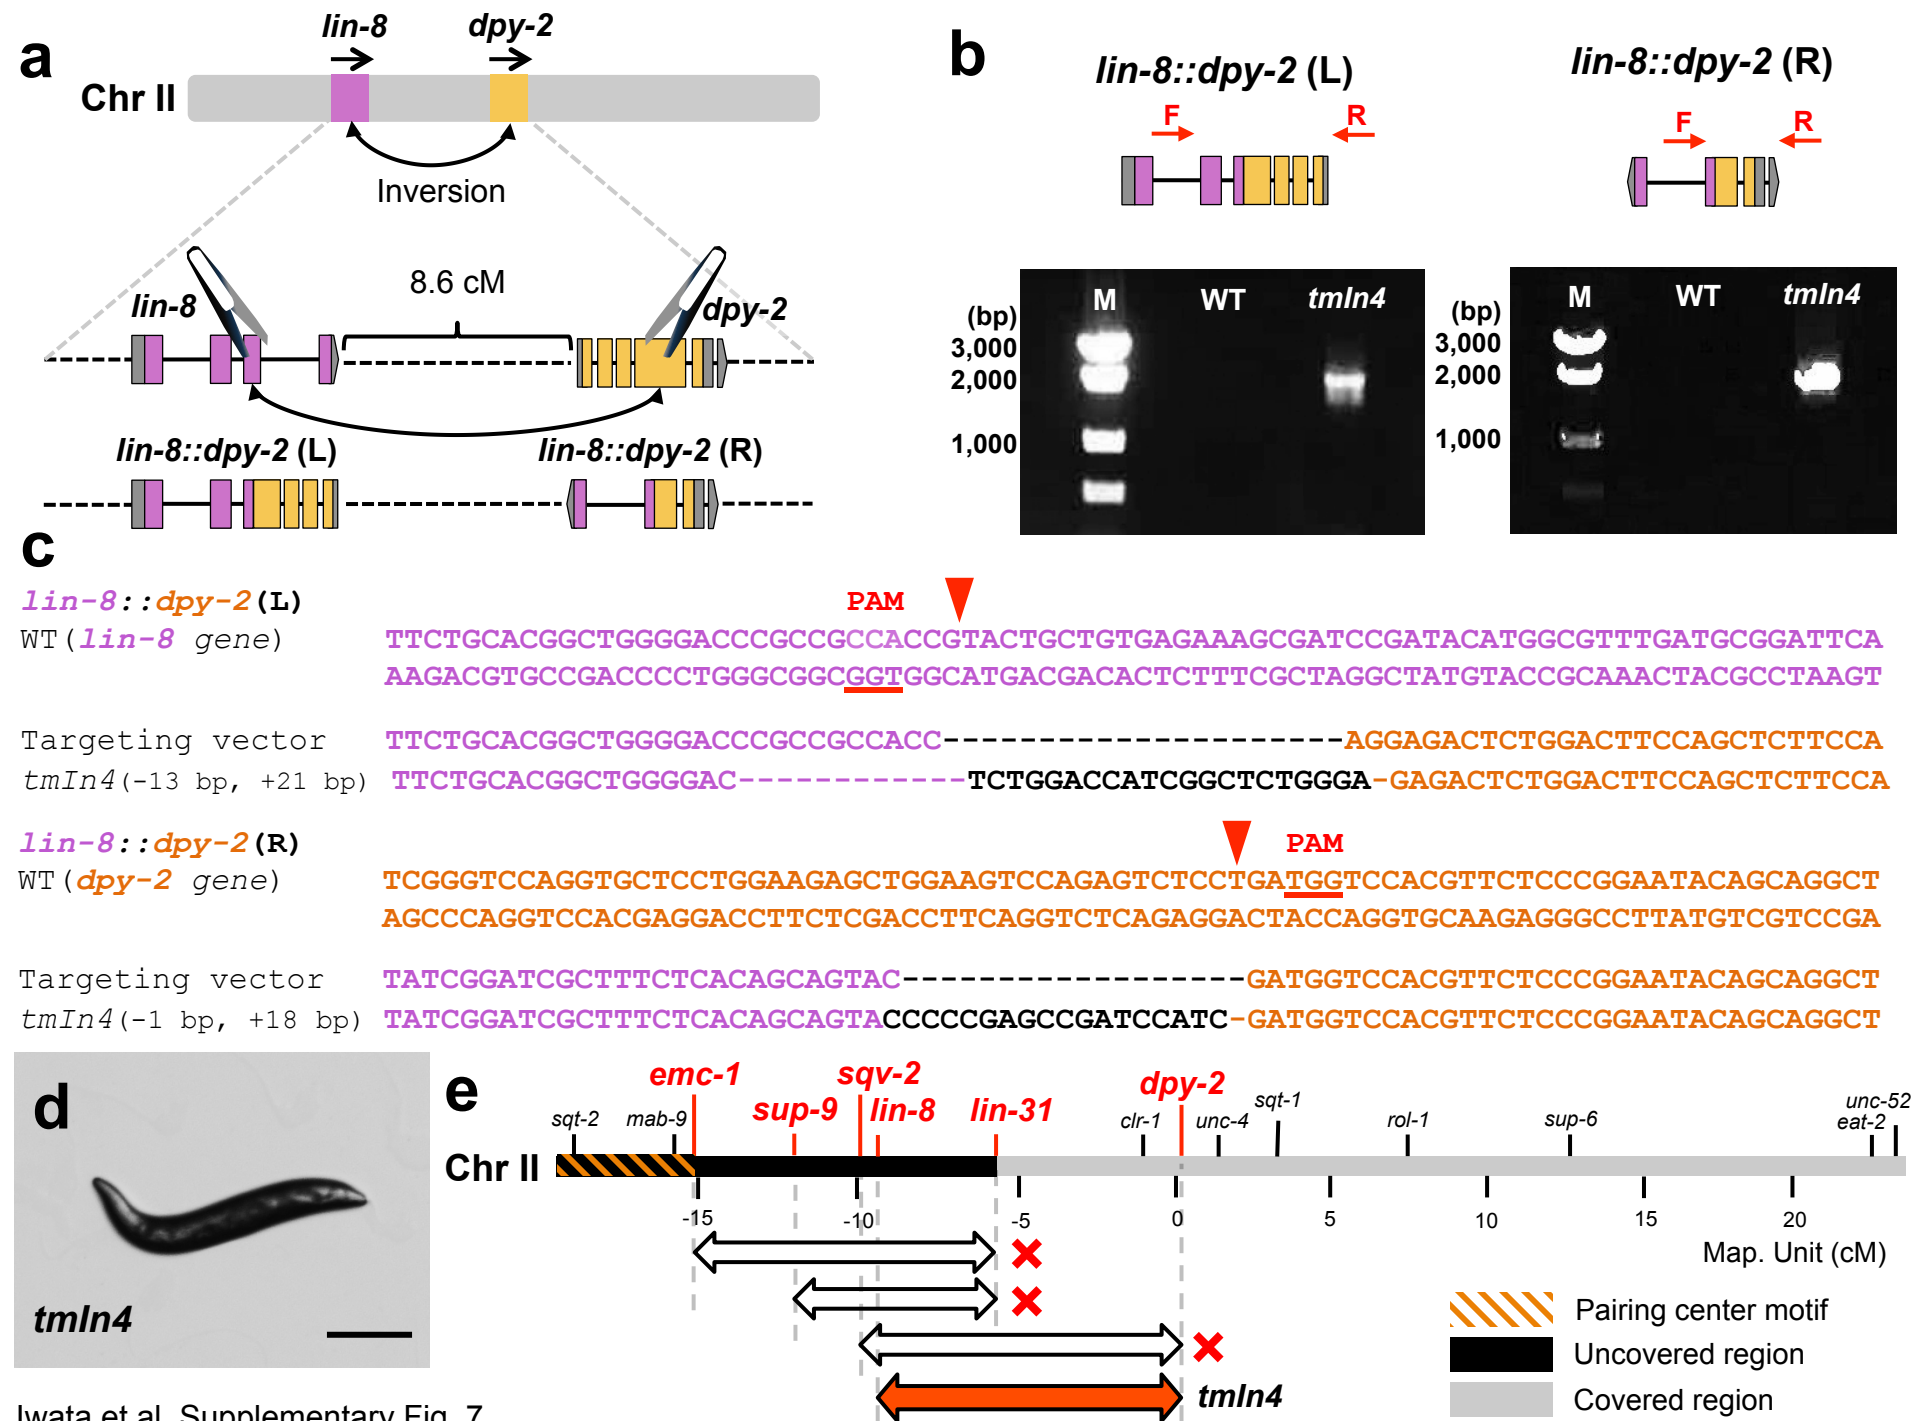 a
lin-8
dpy-2
Chr II
Inversion
8.6 cM
lin-8
dpy-2
lin-8::dpy-2 (L)
lin-8::dpy-2 (R)
b
lin-8::dpy-2 (L)
lin-8::dpy-2 (R)
F
R
F
R
M
WT
tmIn4
(bp)
3,000
2,000
1,000
M
WT
tmIn4
(bp)
3,000
2,000
1,000
c
lin-8::dpy-2(L)
PAM
WT(lin-8 gene) TTCTGCACGGCTGGGGACCCGCCGCCACCGTACTGCTGTGAGAAAGCGATCCGATACATGGCGTTTGATGCGGATTCA
AAGACGTGCCGACCCCTGGGCGGCGGTGGCATGACGACACTCTTTCGCTAGGCTATGTACCGCAAACTACGCCTAAGT
Targeting vector TTCTGCACGGCTGGGGACCCGCCGCCACC---------------------AGGAGACTCTGGACTTCCAGCTCTTCCA
tmIn4(-13 bp, +21 bp) TTCTGCACGGCTGGGGAC------------TCTGGACCATCGGCTCTGGGA-GAGACTCTGGACTTCCAGCTCTTCCA
lin-8::dpy-2(R)
PAM
WT(dpy-2 gene) TCGGGTCCAGGTGCTCCTGGAAGAGCTGGAAGTCCAGAGTCTCCTGATGGTCCACGTTCTCCCGGAATACAGCAGGCT
AGCCCAGGTCCACGAGGACCTTCTCGACCTTCAGGTCTCAGAGGACTACCAGGTGCAAGAGGGCCTTATGTCGTCCGA
Targeting vector TATCGGATCGCTTTCTCACAGCAGTAC------------------GATGGTCCACGTTCTCCCGGAATACAGCAGGCT
tmIn4(-1 bp, +18 bp) TATCGGATCGCTTTCTCACAGCAGTACCCCCGAGCCGATCCATC-GATGGTCCACGTTCTCCCGGAATACAGCAGGCT
d
tmIn4
e
emc-1
sqv-2
dpy-2
sup-9
lin-8
lin-31
sqt-2
mab-9
clr-1
unc-4
sqt-1
rol-1
sup-6
unc-52
eat-2
Chr II
-15
-10
-5
0
5
10
15
20
Map. Unit (cM)
tmIn4
Pairing center motif
Uncovered region
Covered region
Iwata et al. Supplementary Fig. 7